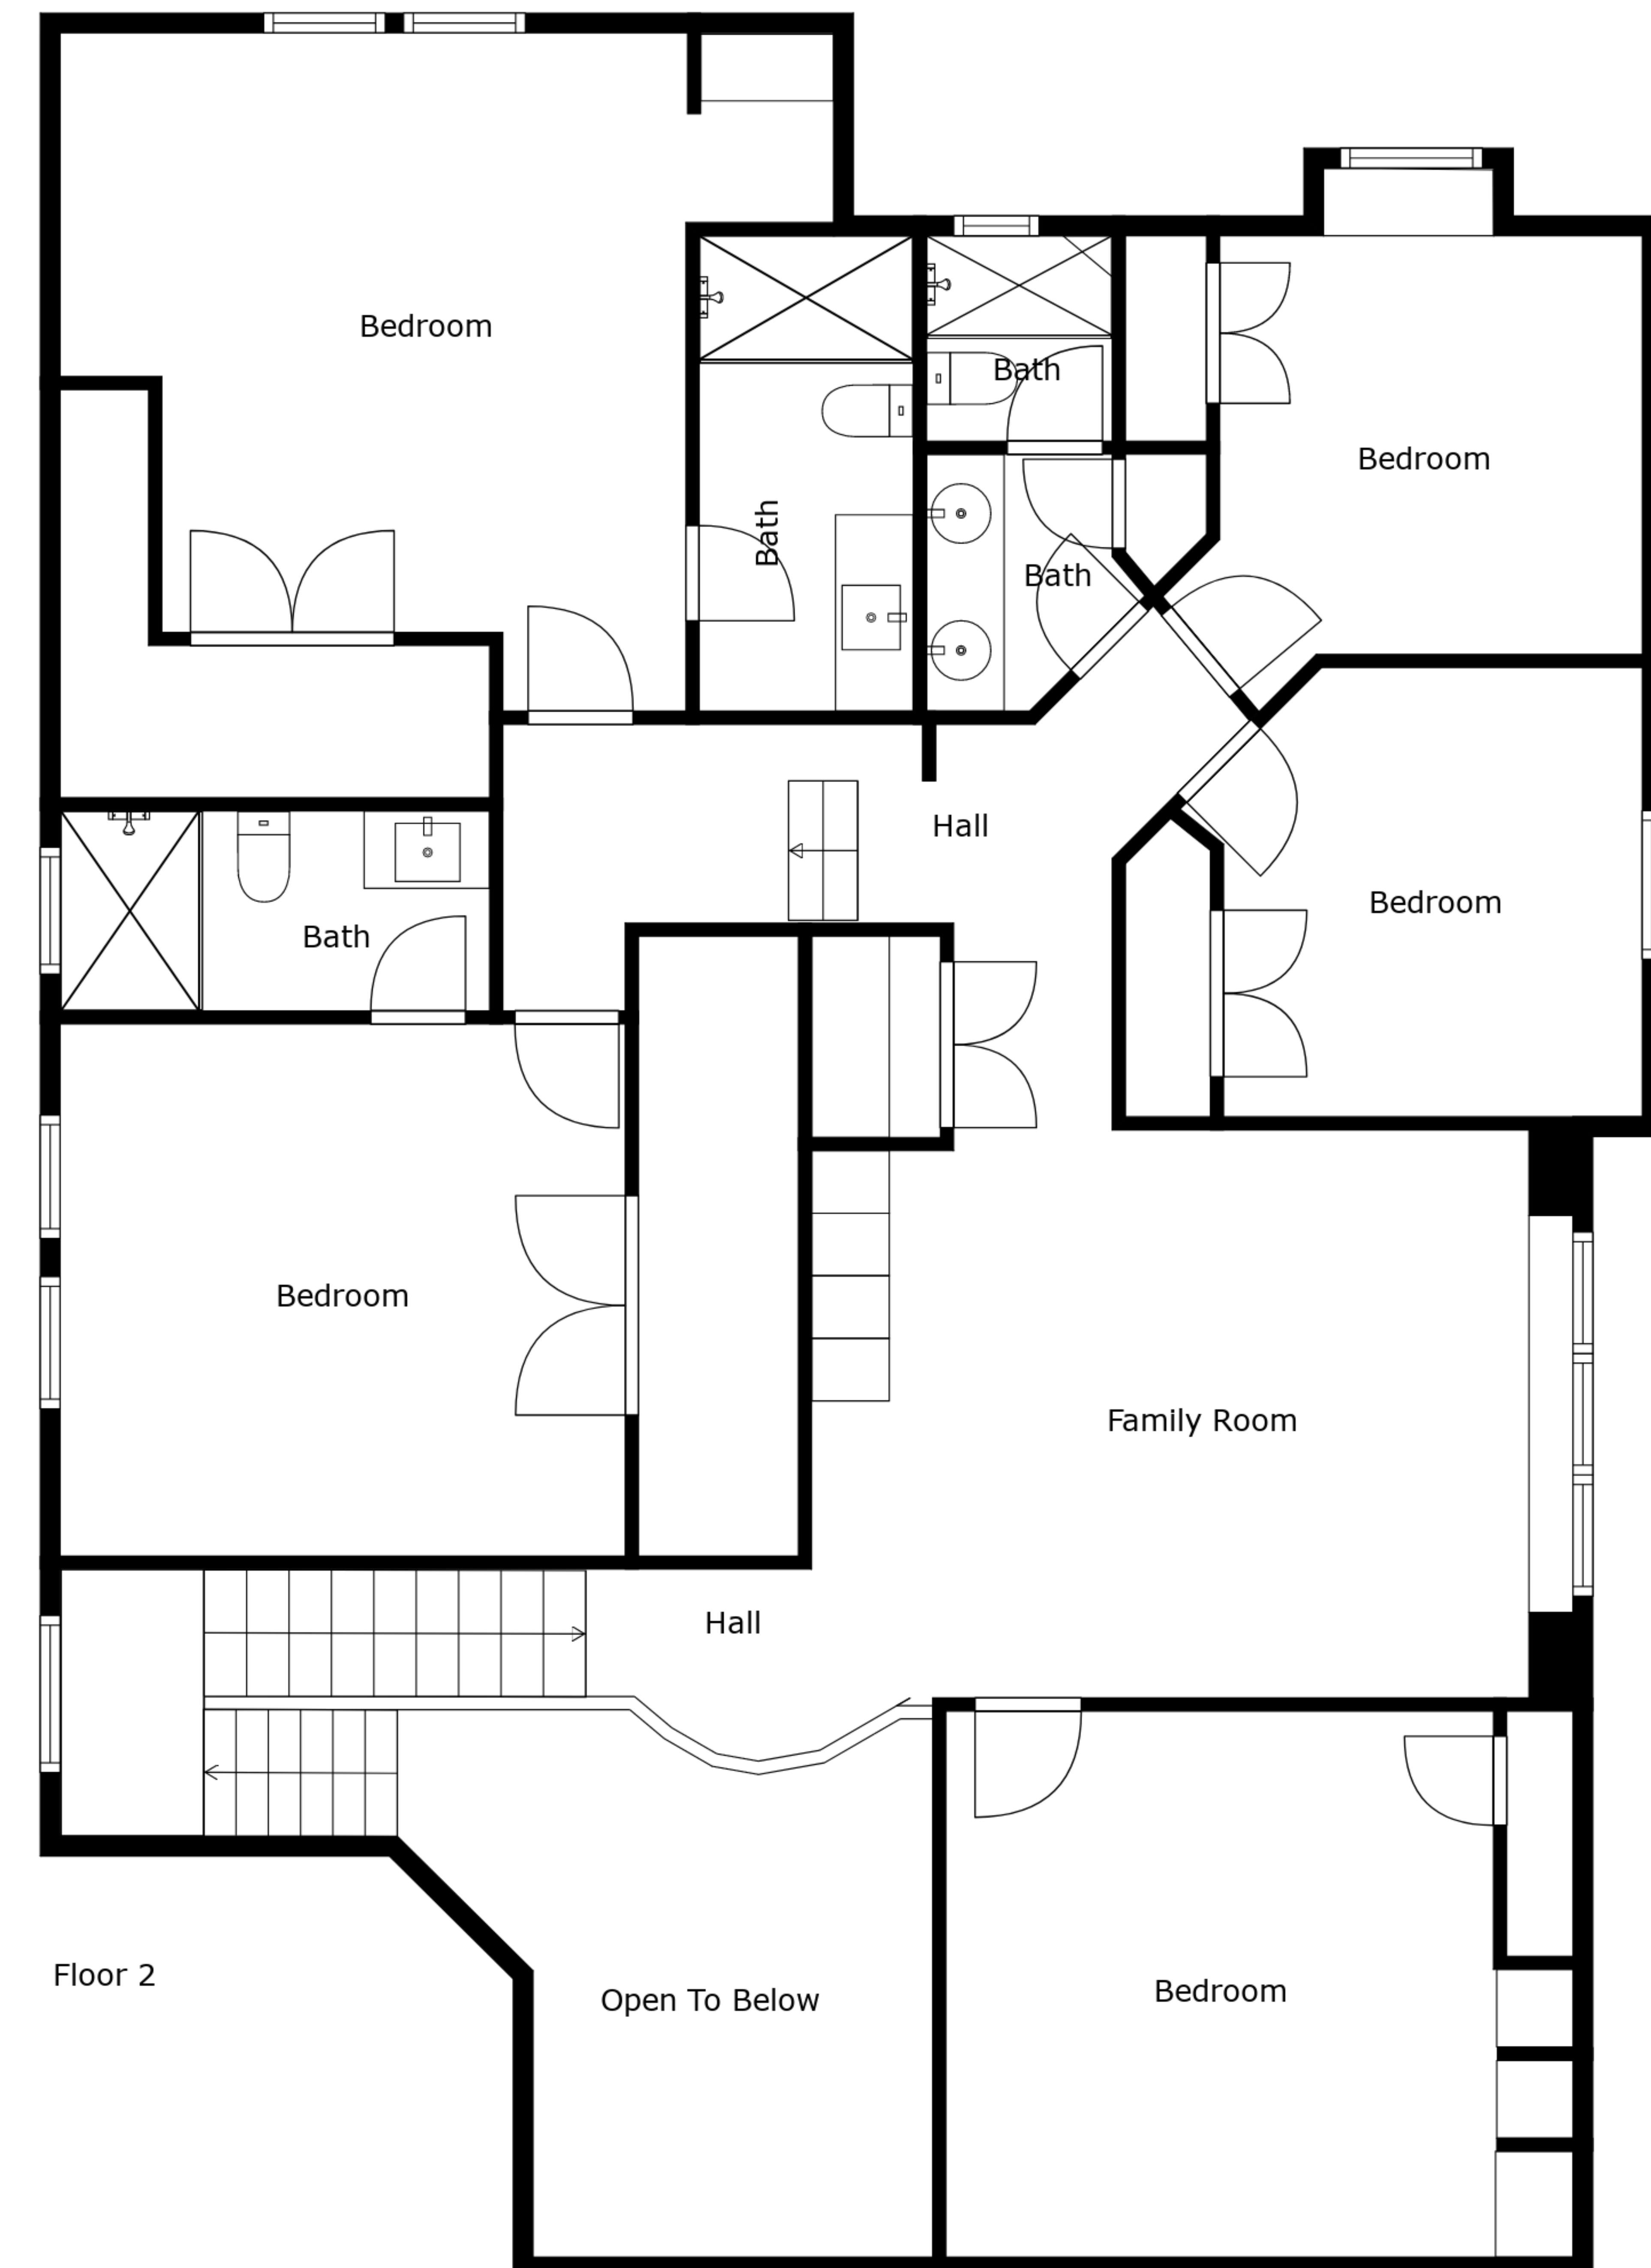 Bedroom
Bath
Bedroom
Bath
Bath
Hall
Bedroom
Bath
Bedroom
Family Room
Hall
Floor 2
Open To Below
Bedroom